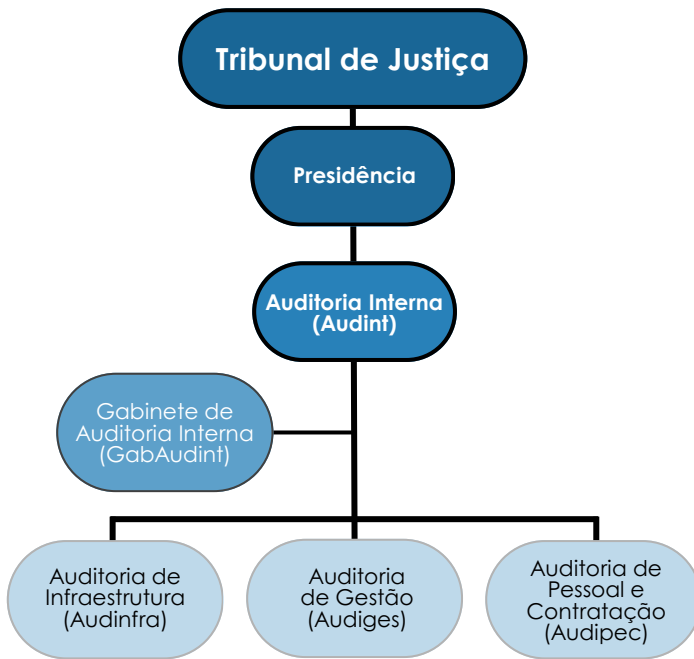 Tribunal de Justiça
Presidência
Auditoria Interna
(Audint)
Gabinete de
Auditoria Interna
(GabAudint)
Auditoria de
Infraestrutura
(Audinfra)
Auditoria
de Gestão
(Audiges)
Auditoria de
Pessoal e
Contratação
(Audipec)